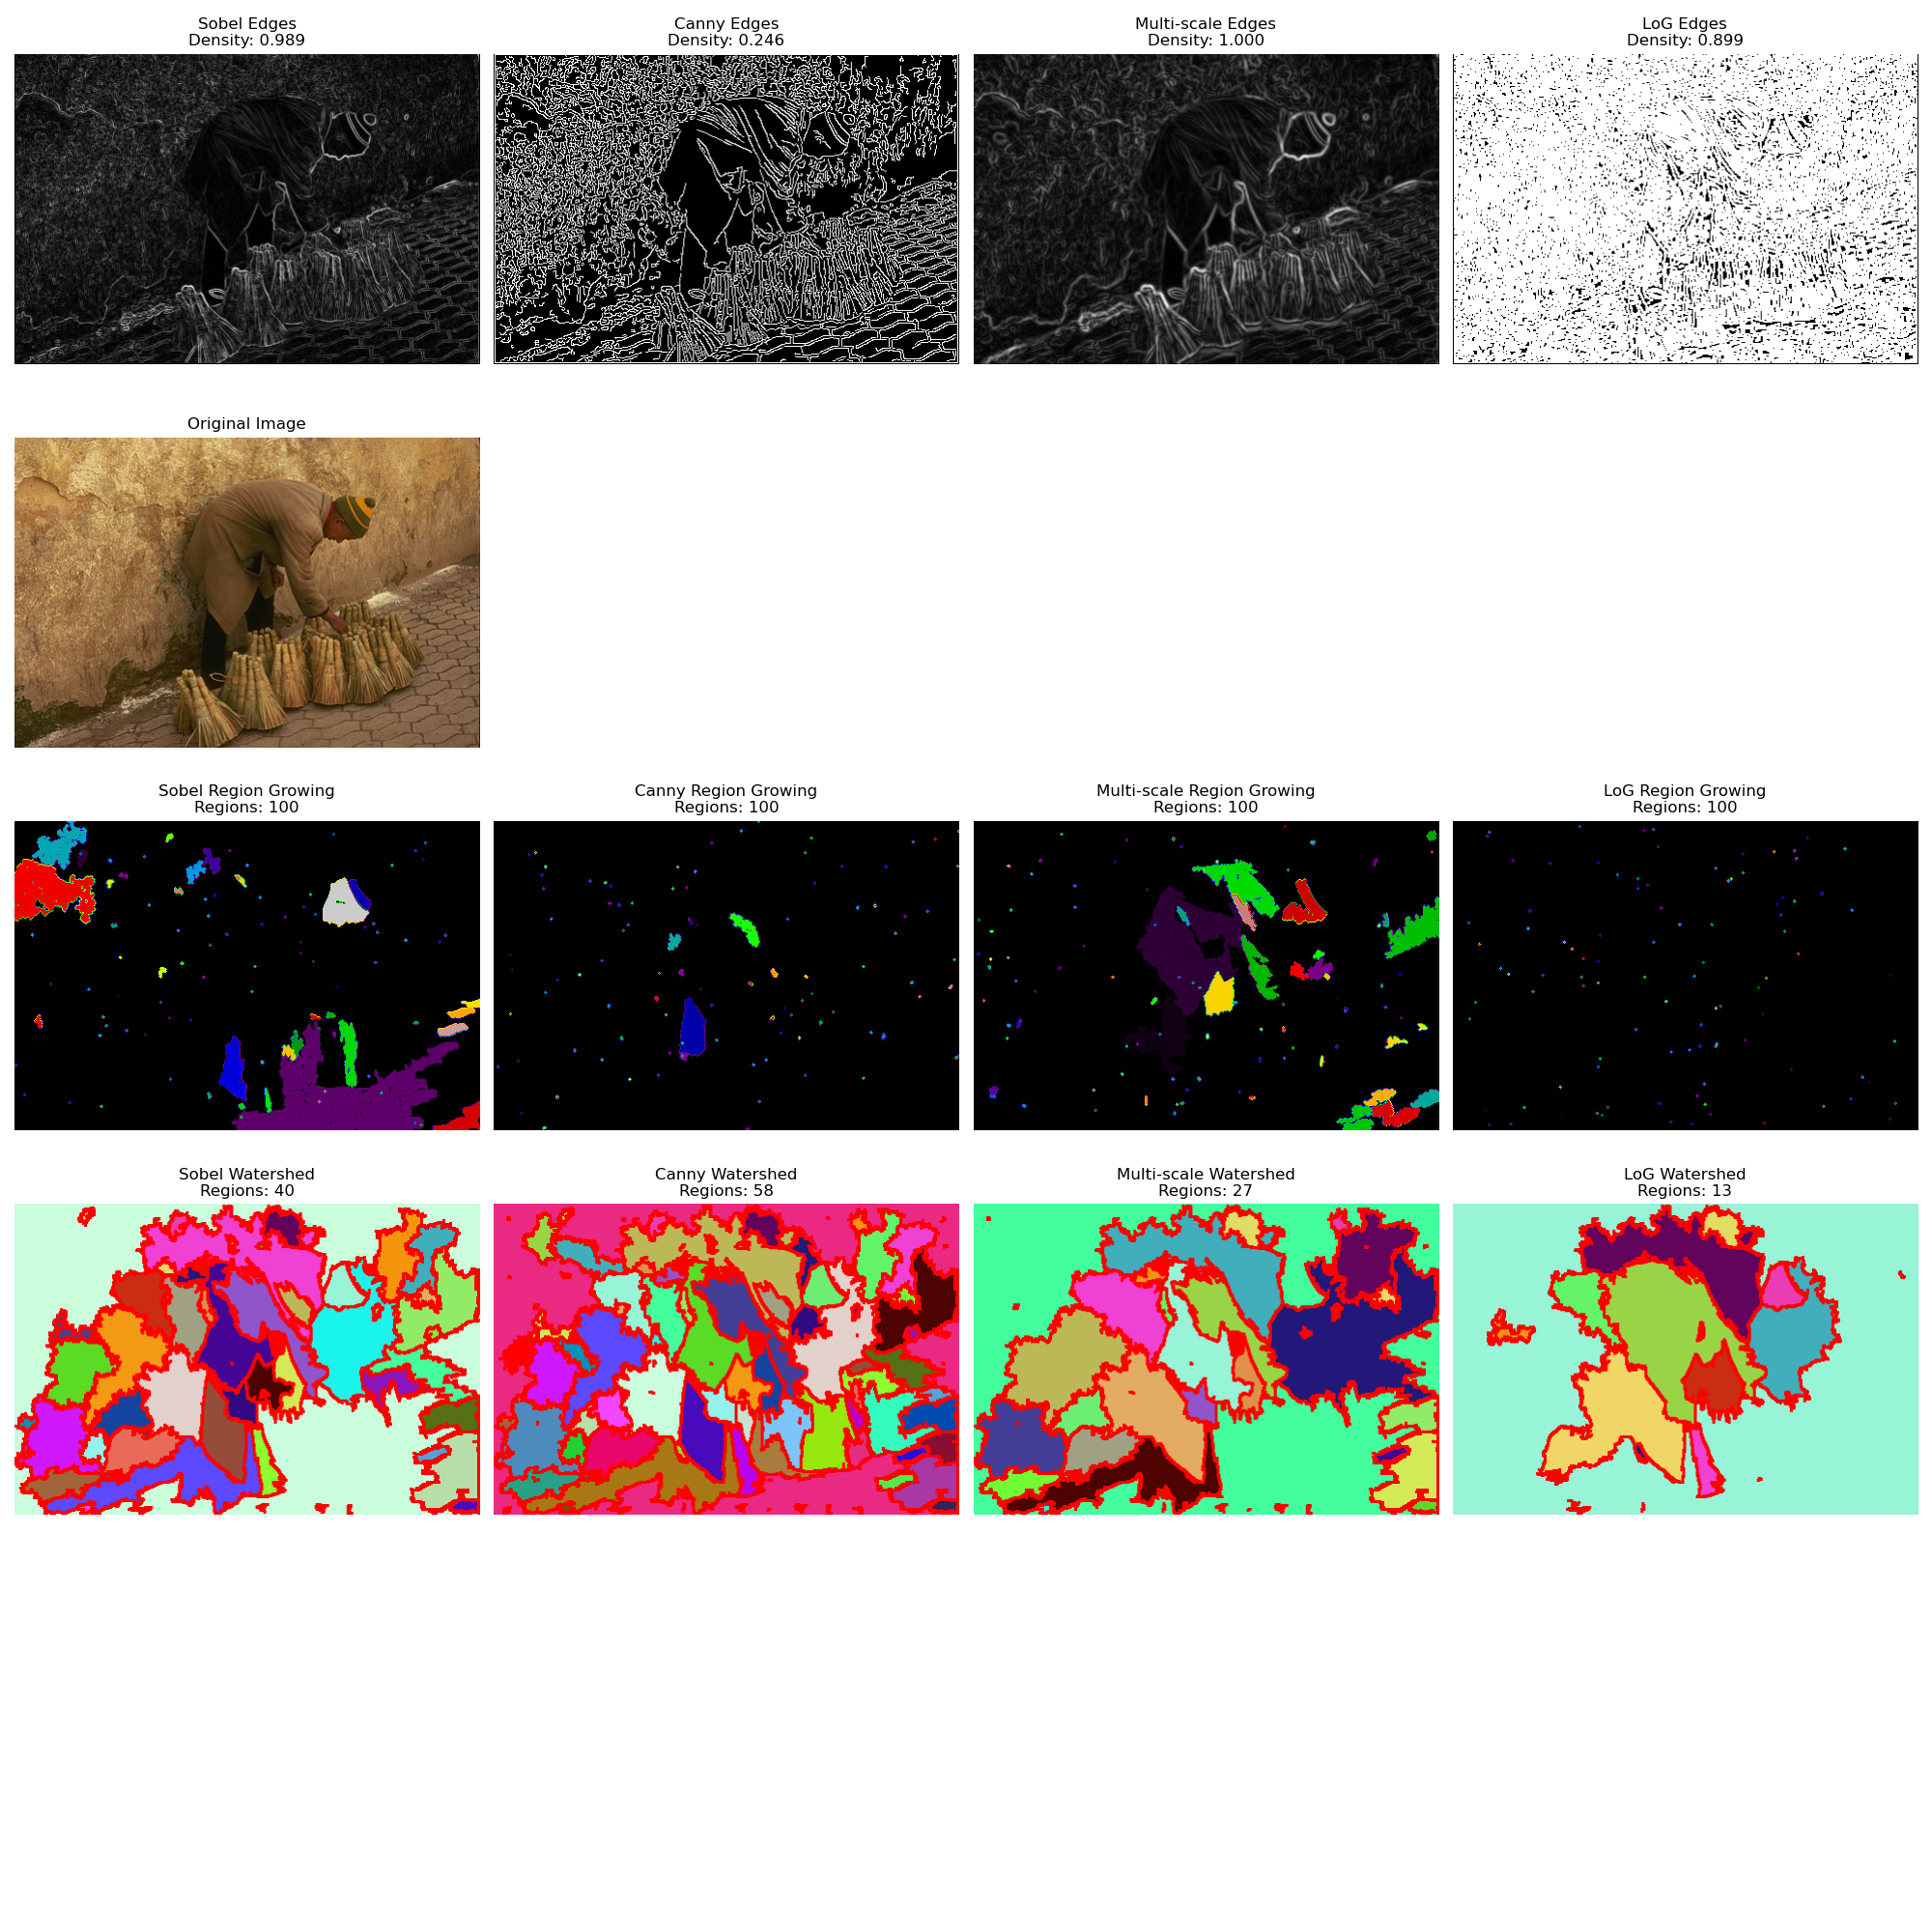 Sobel Edges
Density: 0.989
Canny Edges
Density: 0.246
Multi-scale Edges
Density: 1.000
LoG Edges
Density: 0.899
Original Image
Sobel Region Growing
Regions: 100
Canny Region Growing
Regions: 100
Multi-scale Region Growing
Regions: 100
LoG Region Growing
Regions: 100
Sobel Watershed
Regions: 40
Canny Watershed
Regions: 58
Multi-scale Watershed
Regions: 27
LoG Watershed
Regions: 13